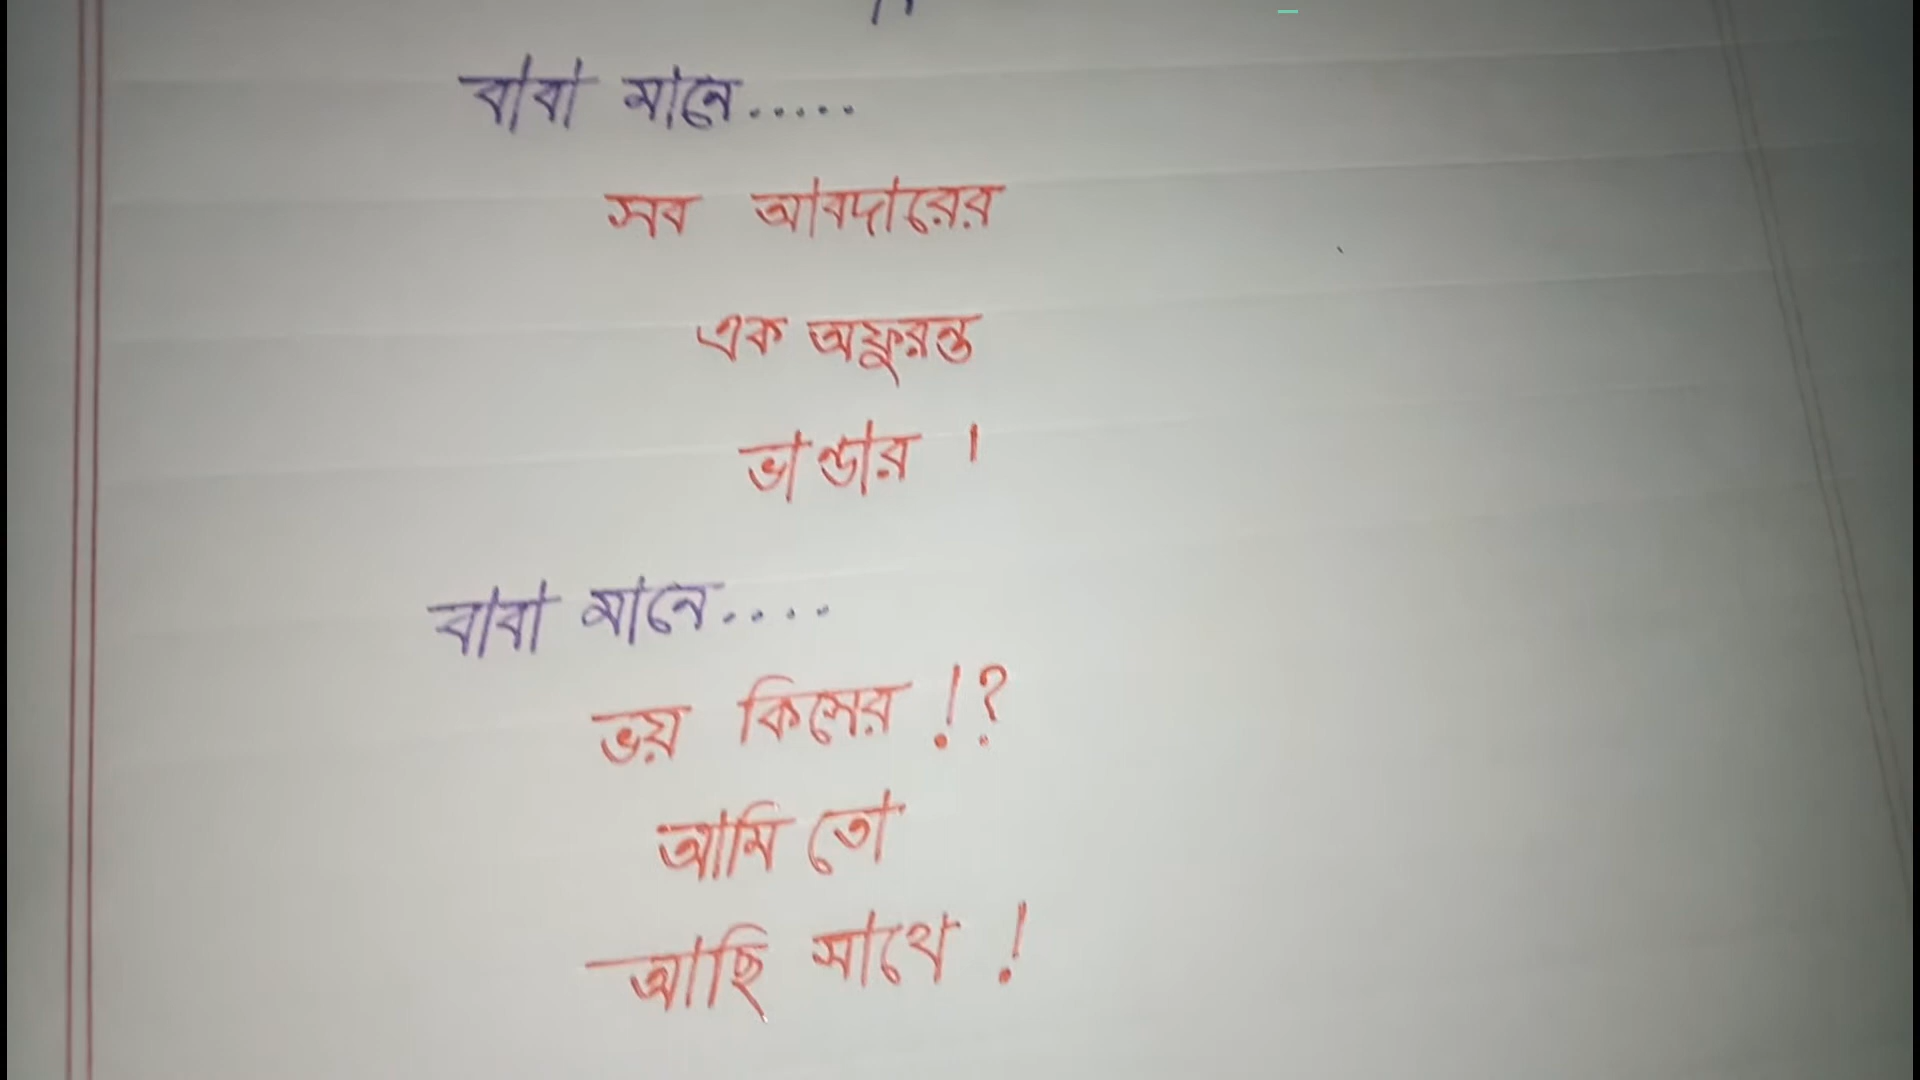 বাবা মানে.....
সব আবদারের
এক অফুরন্ত
ভান্ডার ।
বাবা মানে....
ভয় কিসের !?
আমি তো
আছি সাথে !